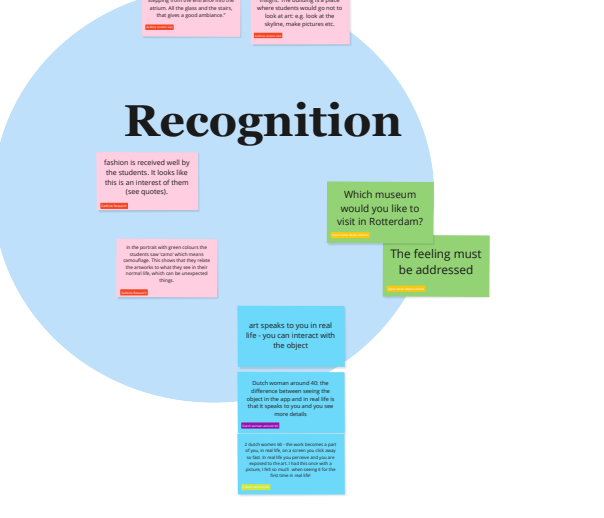 stepping from the entrance into the
atrium. All the glass and the stairs,
that gives a good ambiance."
insight: The building is a place
where students would go not to
look at art: e.g. look at the
skyline, make pictures etc.
Recognition
fashion is received well by
the students. It looks like
this is an interest of them
(see quotes).
Which museum
would you like to
visit in Rotterdam?
The feeling must
be addressed
in the portrait with green colours the
students saw 'camo' which means
camouflage. This shows that they relate
the artworks to what they see in their
normal life, which can be unexpected
things.
art speaks to you in real
life - you can interact with
the object
Dutch woman around 40: the
difference between seeing the
object in the app and in real life is
that it speaks to you and you see
more details
Dutch woman around 40
2 dutch women 40 - the work becomes a part
of you, in real life, on a screen you click away
so fast. In real life you perceive and you are
exposed to the art. I had this once with a
picture, I felt so much when seeing it for the
first time in real life!